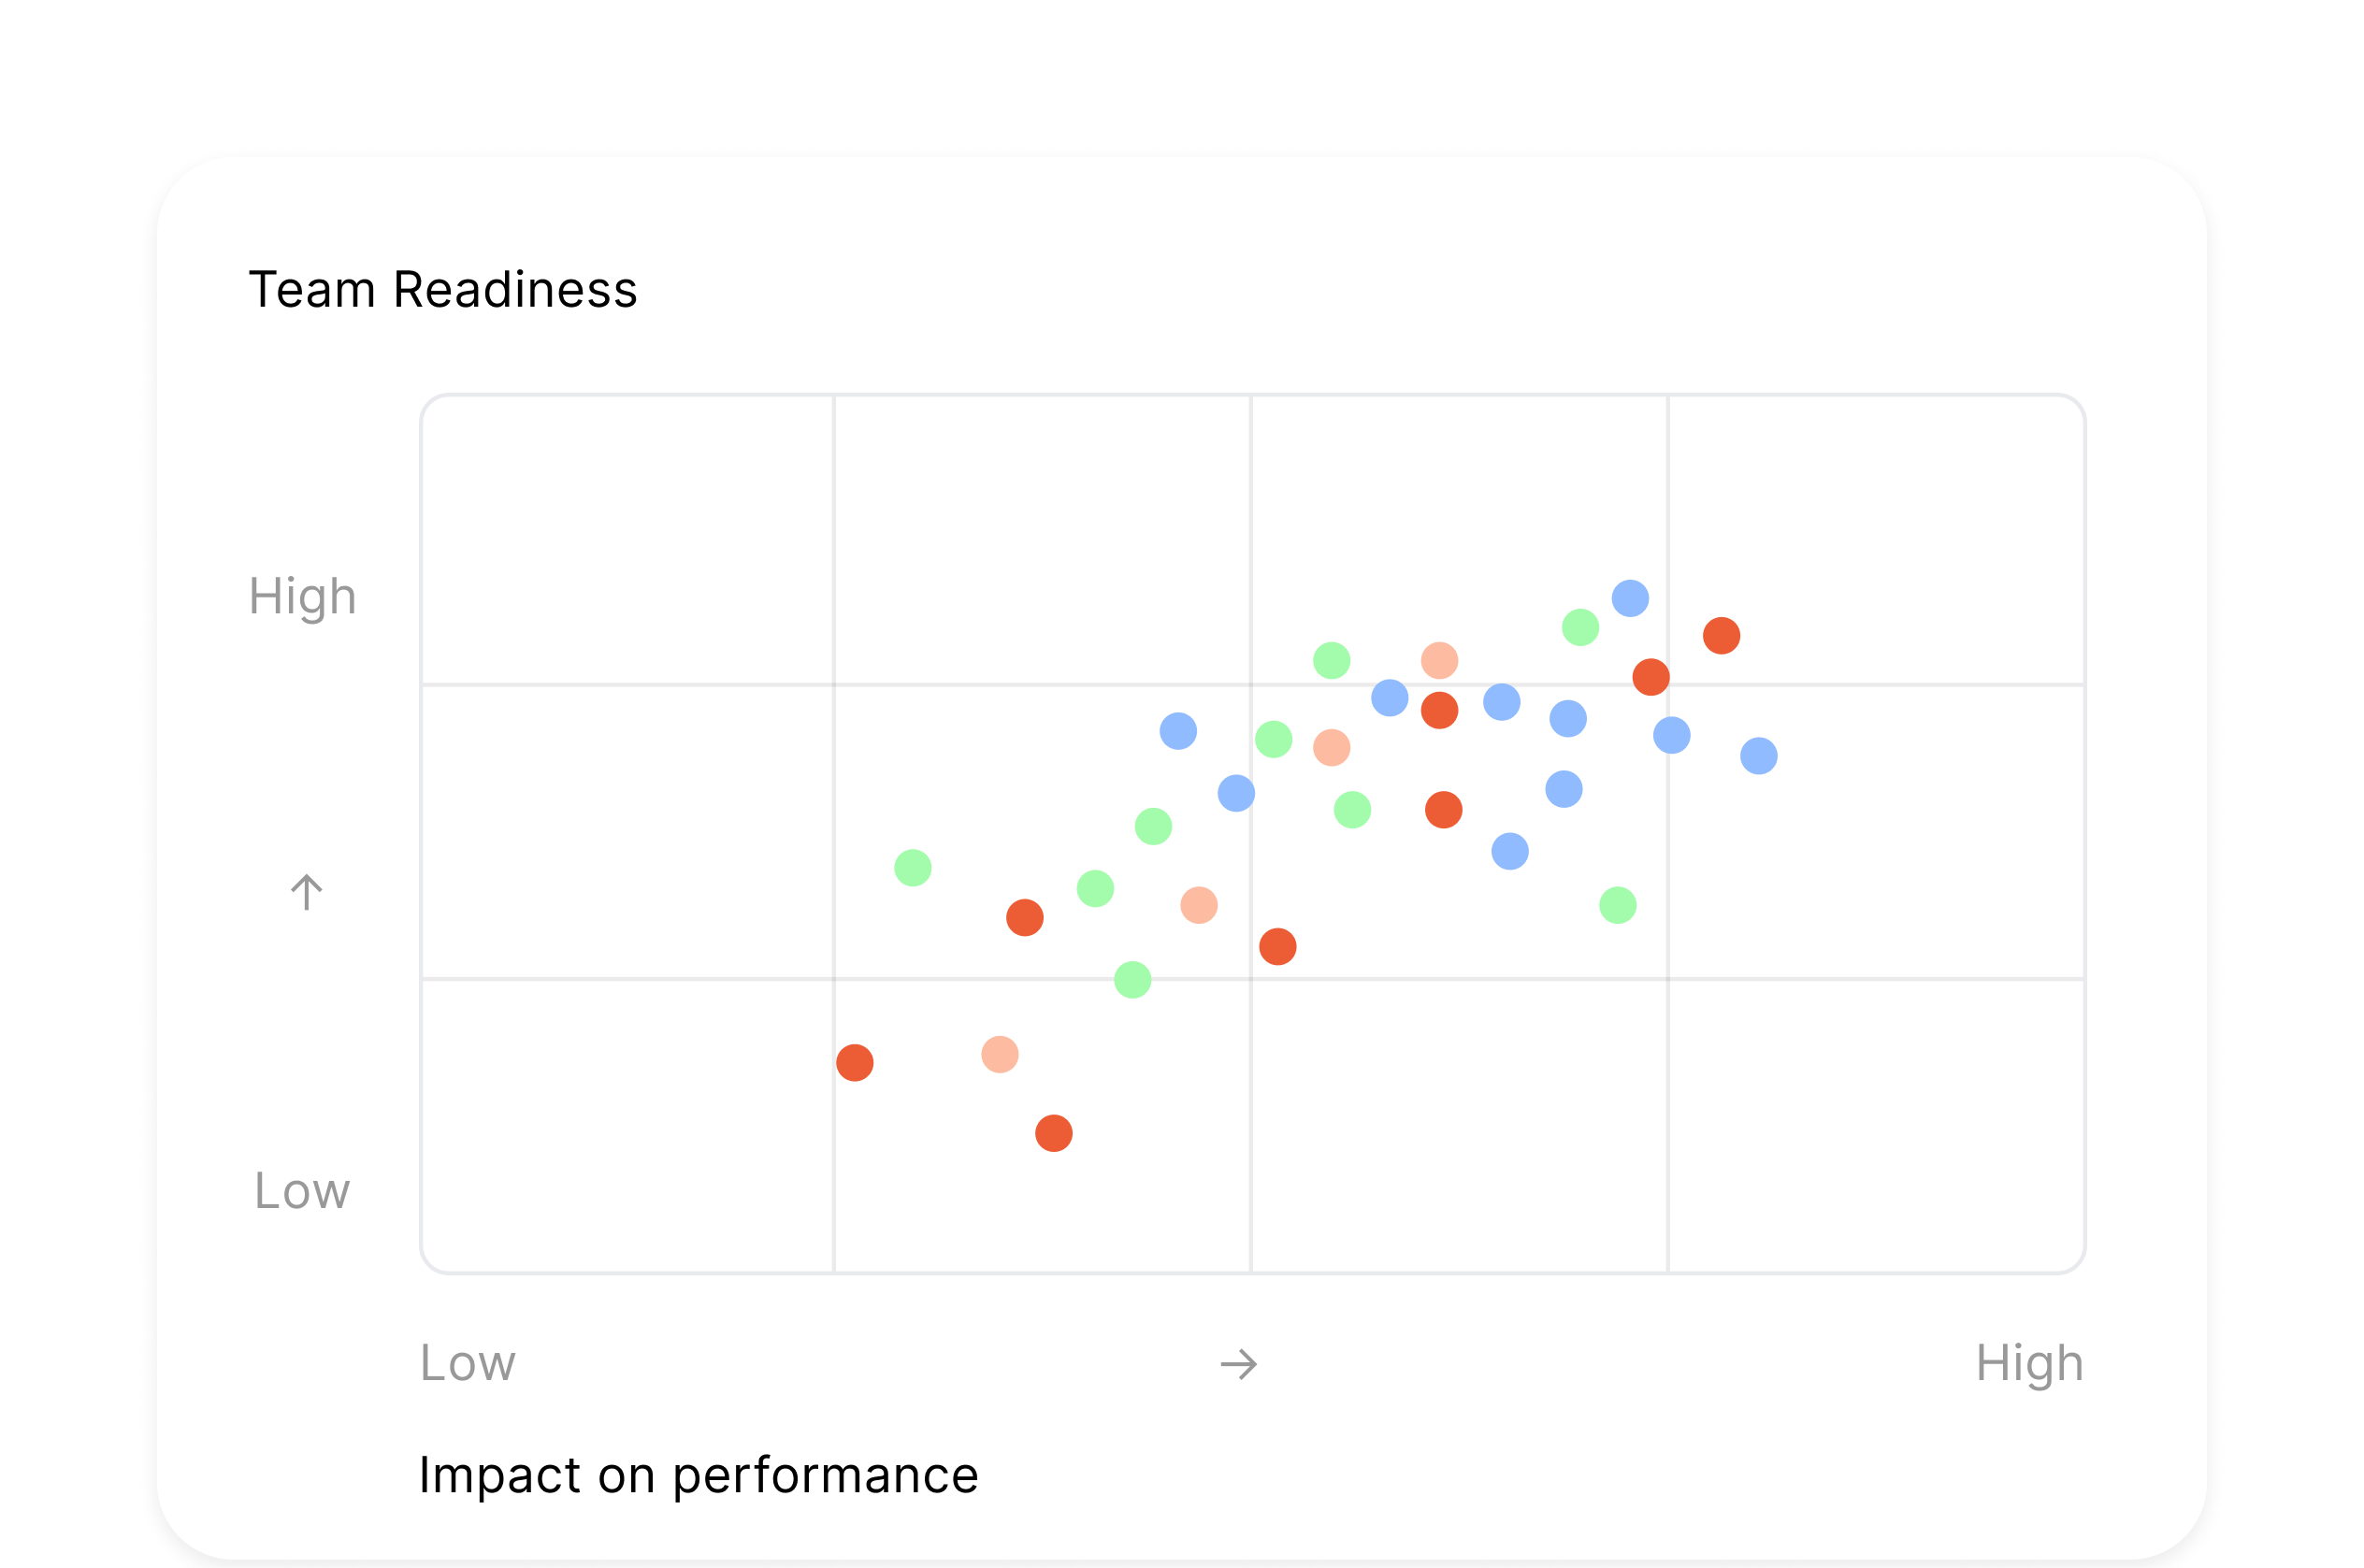 Team Readiness
High
↑
Low
Low → High
Impact on performance